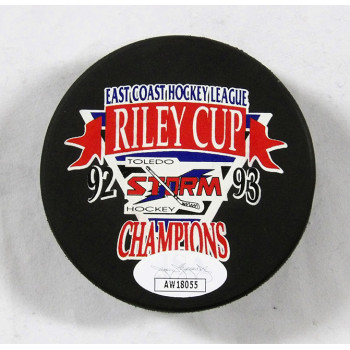 EAST COAST HOCKEY LEAGUE
RILEY CUP
TOLEDO
92 STORM 93
HOCKEY
CHAMPIONS
AW18055